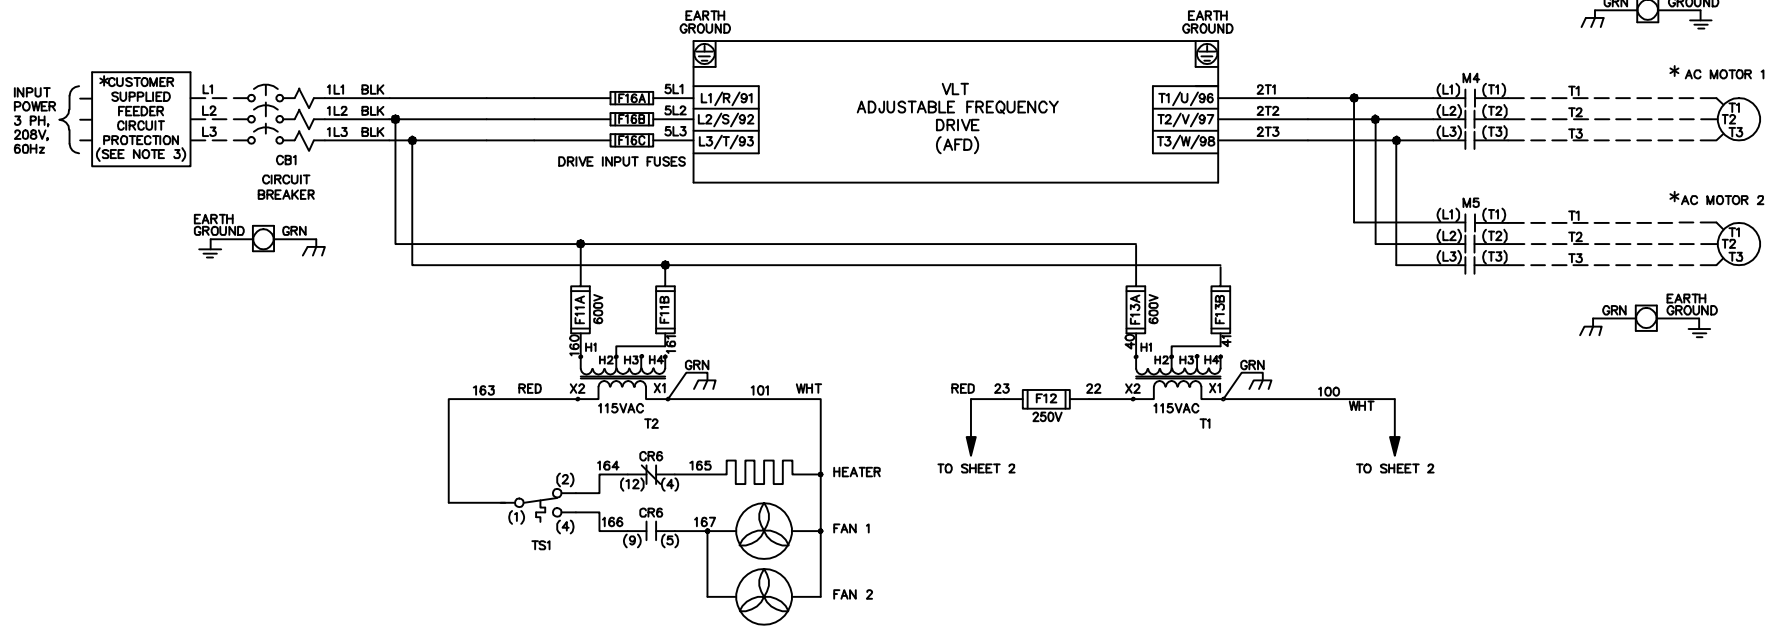 GRN
GROUND
EARTH
GROUND
EARTH
GROUND
INPUT
POWER
3 PH,
208V,
60Hz
*CUSTOMER
SUPPLIED
FEEDER
CIRCUIT
PROTECTION
(SEE NOTE 3)
L1
L2
L3
CB1
CIRCUIT
BREAKER
1L1 BLK
1L2 BLK
1L3 BLK
F16A
F16B
F16C
5L1
5L2
5L3
DRIVE INPUT FUSES
L1/R/91
L2/S/92
L3/T/93
VLT
ADJUSTABLE FREQUENCY
DRIVE
(AFD)
T1/U/96
T2/V/97
T3/W/98
2T1
2T2
2T3
M4
(L1) (T1)
(L2) (T2)
(L3) (T3)
T1
T2
T3
* AC MOTOR 1
T1
T2
T3
M5
(L1) (T1)
(L2) (T2)
(L3) (T3)
T1
T2
T3
*AC MOTOR 2
T1
T2
T3
EARTH
GROUND
GRN
GRN
EARTH
GROUND
F11A
600V
F11B
160
161
H1
H2 H3 H4
GRN
163
RED
X2
X1
115VAC
T2
101
WHT
F13A
600V
F13B
40
41
H1
H2 H3 H4
GRN
RED
23
F12
250V
22
X2
X1
115VAC
T1
100
WHT
TO SHEET 2
TO SHEET 2
(1)
(2)
(4)
TS1
164
CR6
(12) (4)
165
HEATER
166
CR6
(9) (5)
167
FAN 1
FAN 2